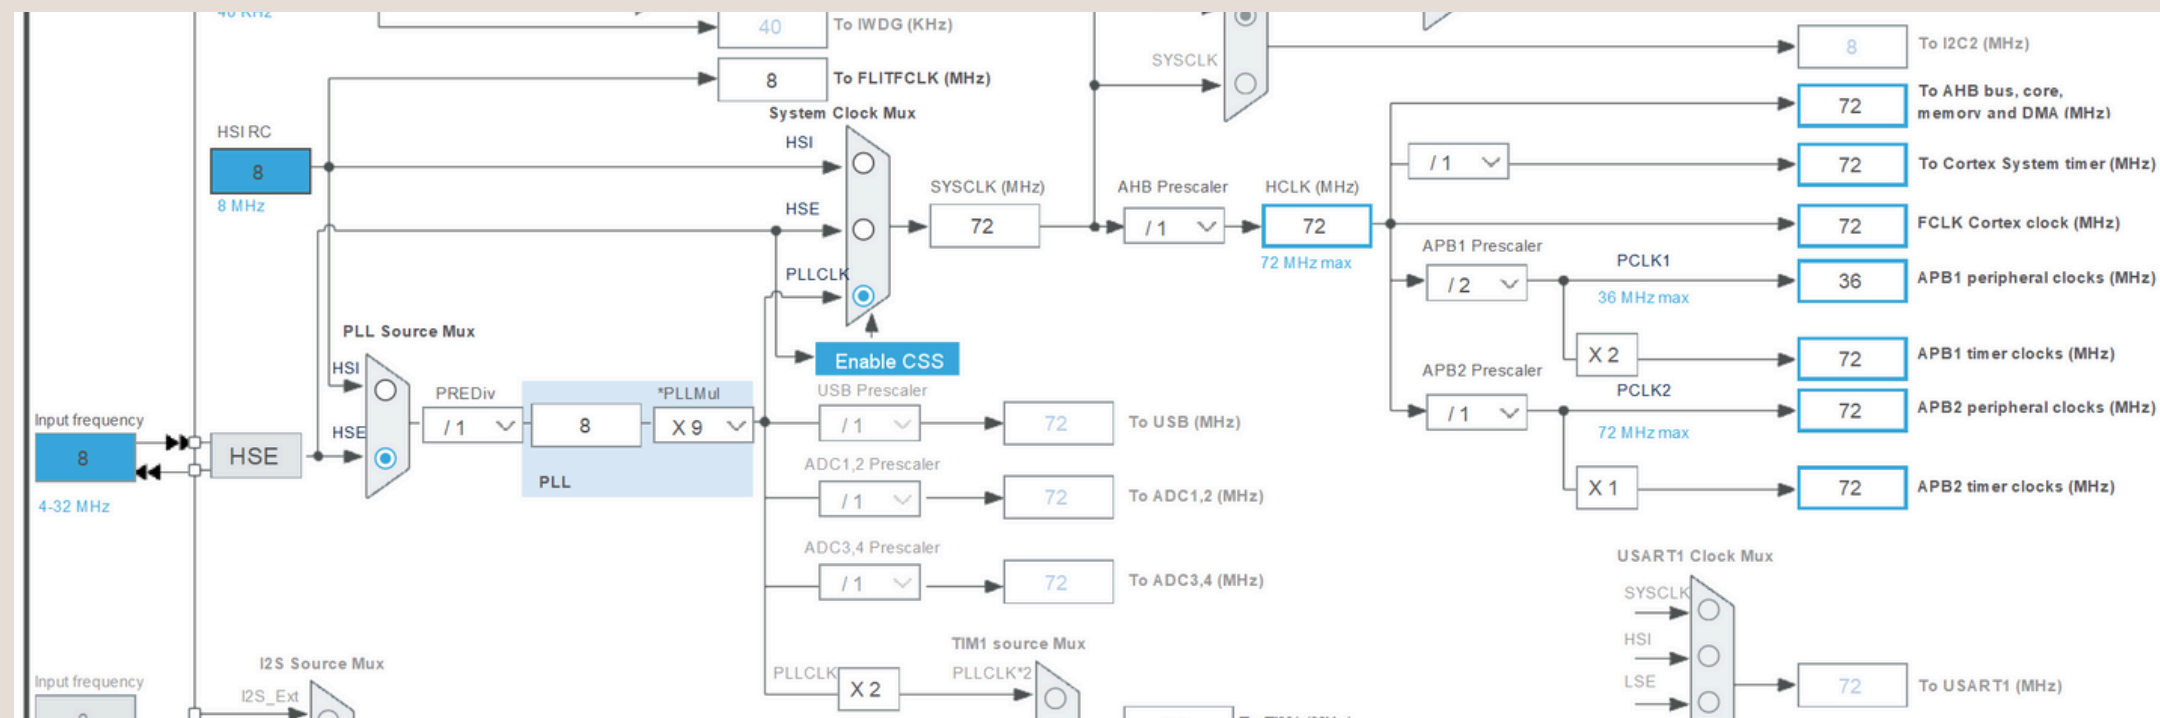 40 KHz
40
To IWDG (KHz)
SYSCLK
8
To I2C2 (MHz)
8
To FLITFCLK (MHz)
System Clock Mux
72
To AHB bus, core,
memory and DMA (MHz)
HSI RC
8
8 MHz
HSI
HSE
PLLCLK
SYSCLK (MHz)
72
AHB Prescaler
/ 1
HCLK (MHz)
72
72 MHz max
/ 1
72
To Cortex System timer (MHz)
72
FCLK Cortex clock (MHz)
APB1 Prescaler
/ 2
PCLK1
36 MHz max
36
APB1 peripheral clocks (MHz)
X 2
72
APB1 timer clocks (MHz)
APB2 Prescaler
/ 1
PCLK2
72 MHz max
72
APB2 peripheral clocks (MHz)
X 1
72
APB2 timer clocks (MHz)
Enable CSS
PLL Source Mux
HSI
HSE
Input frequency
8
4-32 MHz
HSE
PREDiv
/ 1
8
*PLLMul
X 9
PLL
USB Prescaler
/ 1
72
To USB (MHz)
ADC1,2 Prescaler
/ 1
72
To ADC1,2 (MHz)
ADC3,4 Prescaler
/ 1
72
To ADC3,4 (MHz)
USART1 Clock Mux
SYSCLK
HSI
LSE
72
To USART1 (MHz)
TIM1 source Mux
PLLCLK
X 2
PLLCLK*2
I2S Source Mux
I2S_Ext
Input frequency